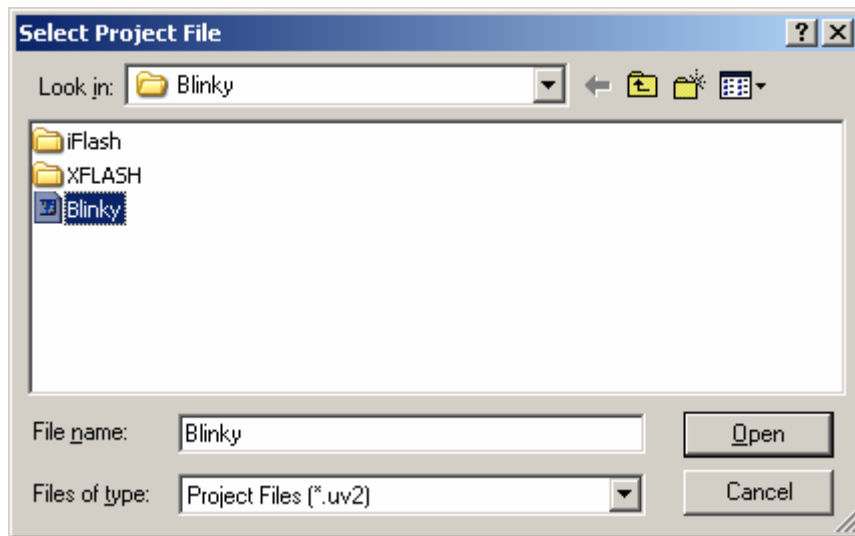 Select Project File
Look in: Blinky
iFlash
XFLASH
Blinky
File name: Blinky Open
Files of type: Project Files (*.uv2) Cancel